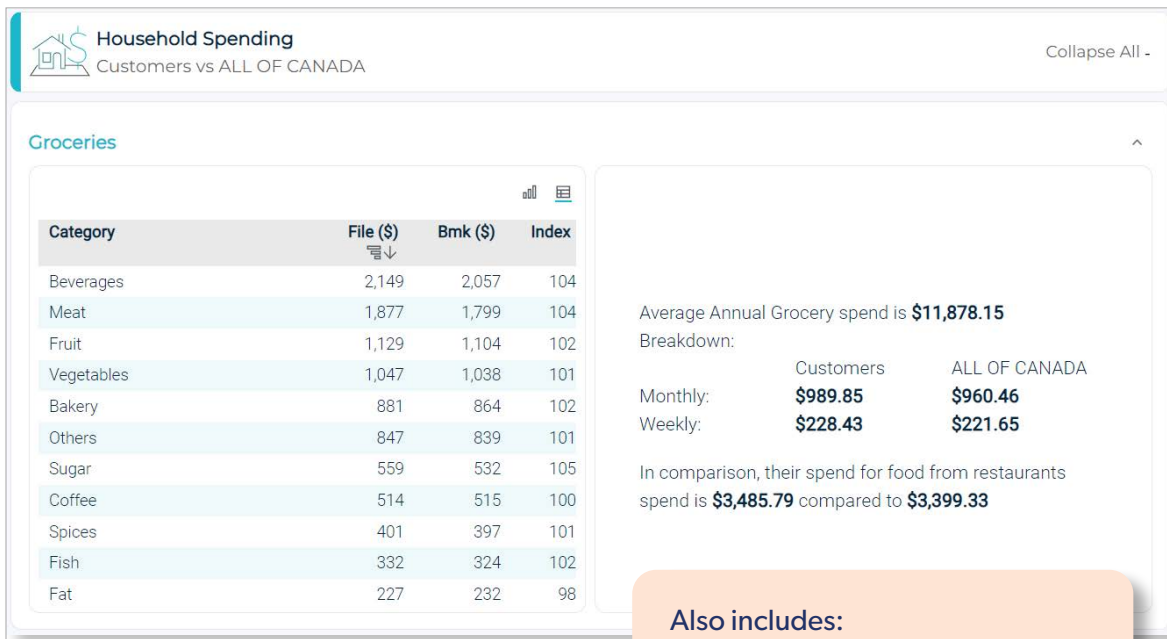 Household Spending
Customers vs ALL OF CANADA
Collapse All -
Groceries
Category File ($) Bmk ($) Index
Beverages 2,149 2,057 104
Meat 1,877 1,799 104
Fruit 1,129 1,104 102
Vegetables 1,047 1,038 101
Bakery 881 864 102
Others 847 839 101
Sugar 559 532 105
Coffee 514 515 100
Spices 401 397 101
Fish 332 324 102
Fat 227 232 98
Average Annual Grocery spend is $11,878.15
Breakdown:
Customers ALL OF CANADA
Monthly: $989.85 $960.46
Weekly: $228.43 $221.65
In comparison, their spend for food from restaurants
spend is $3,485.79 compared to $3,399.33
Also includes: